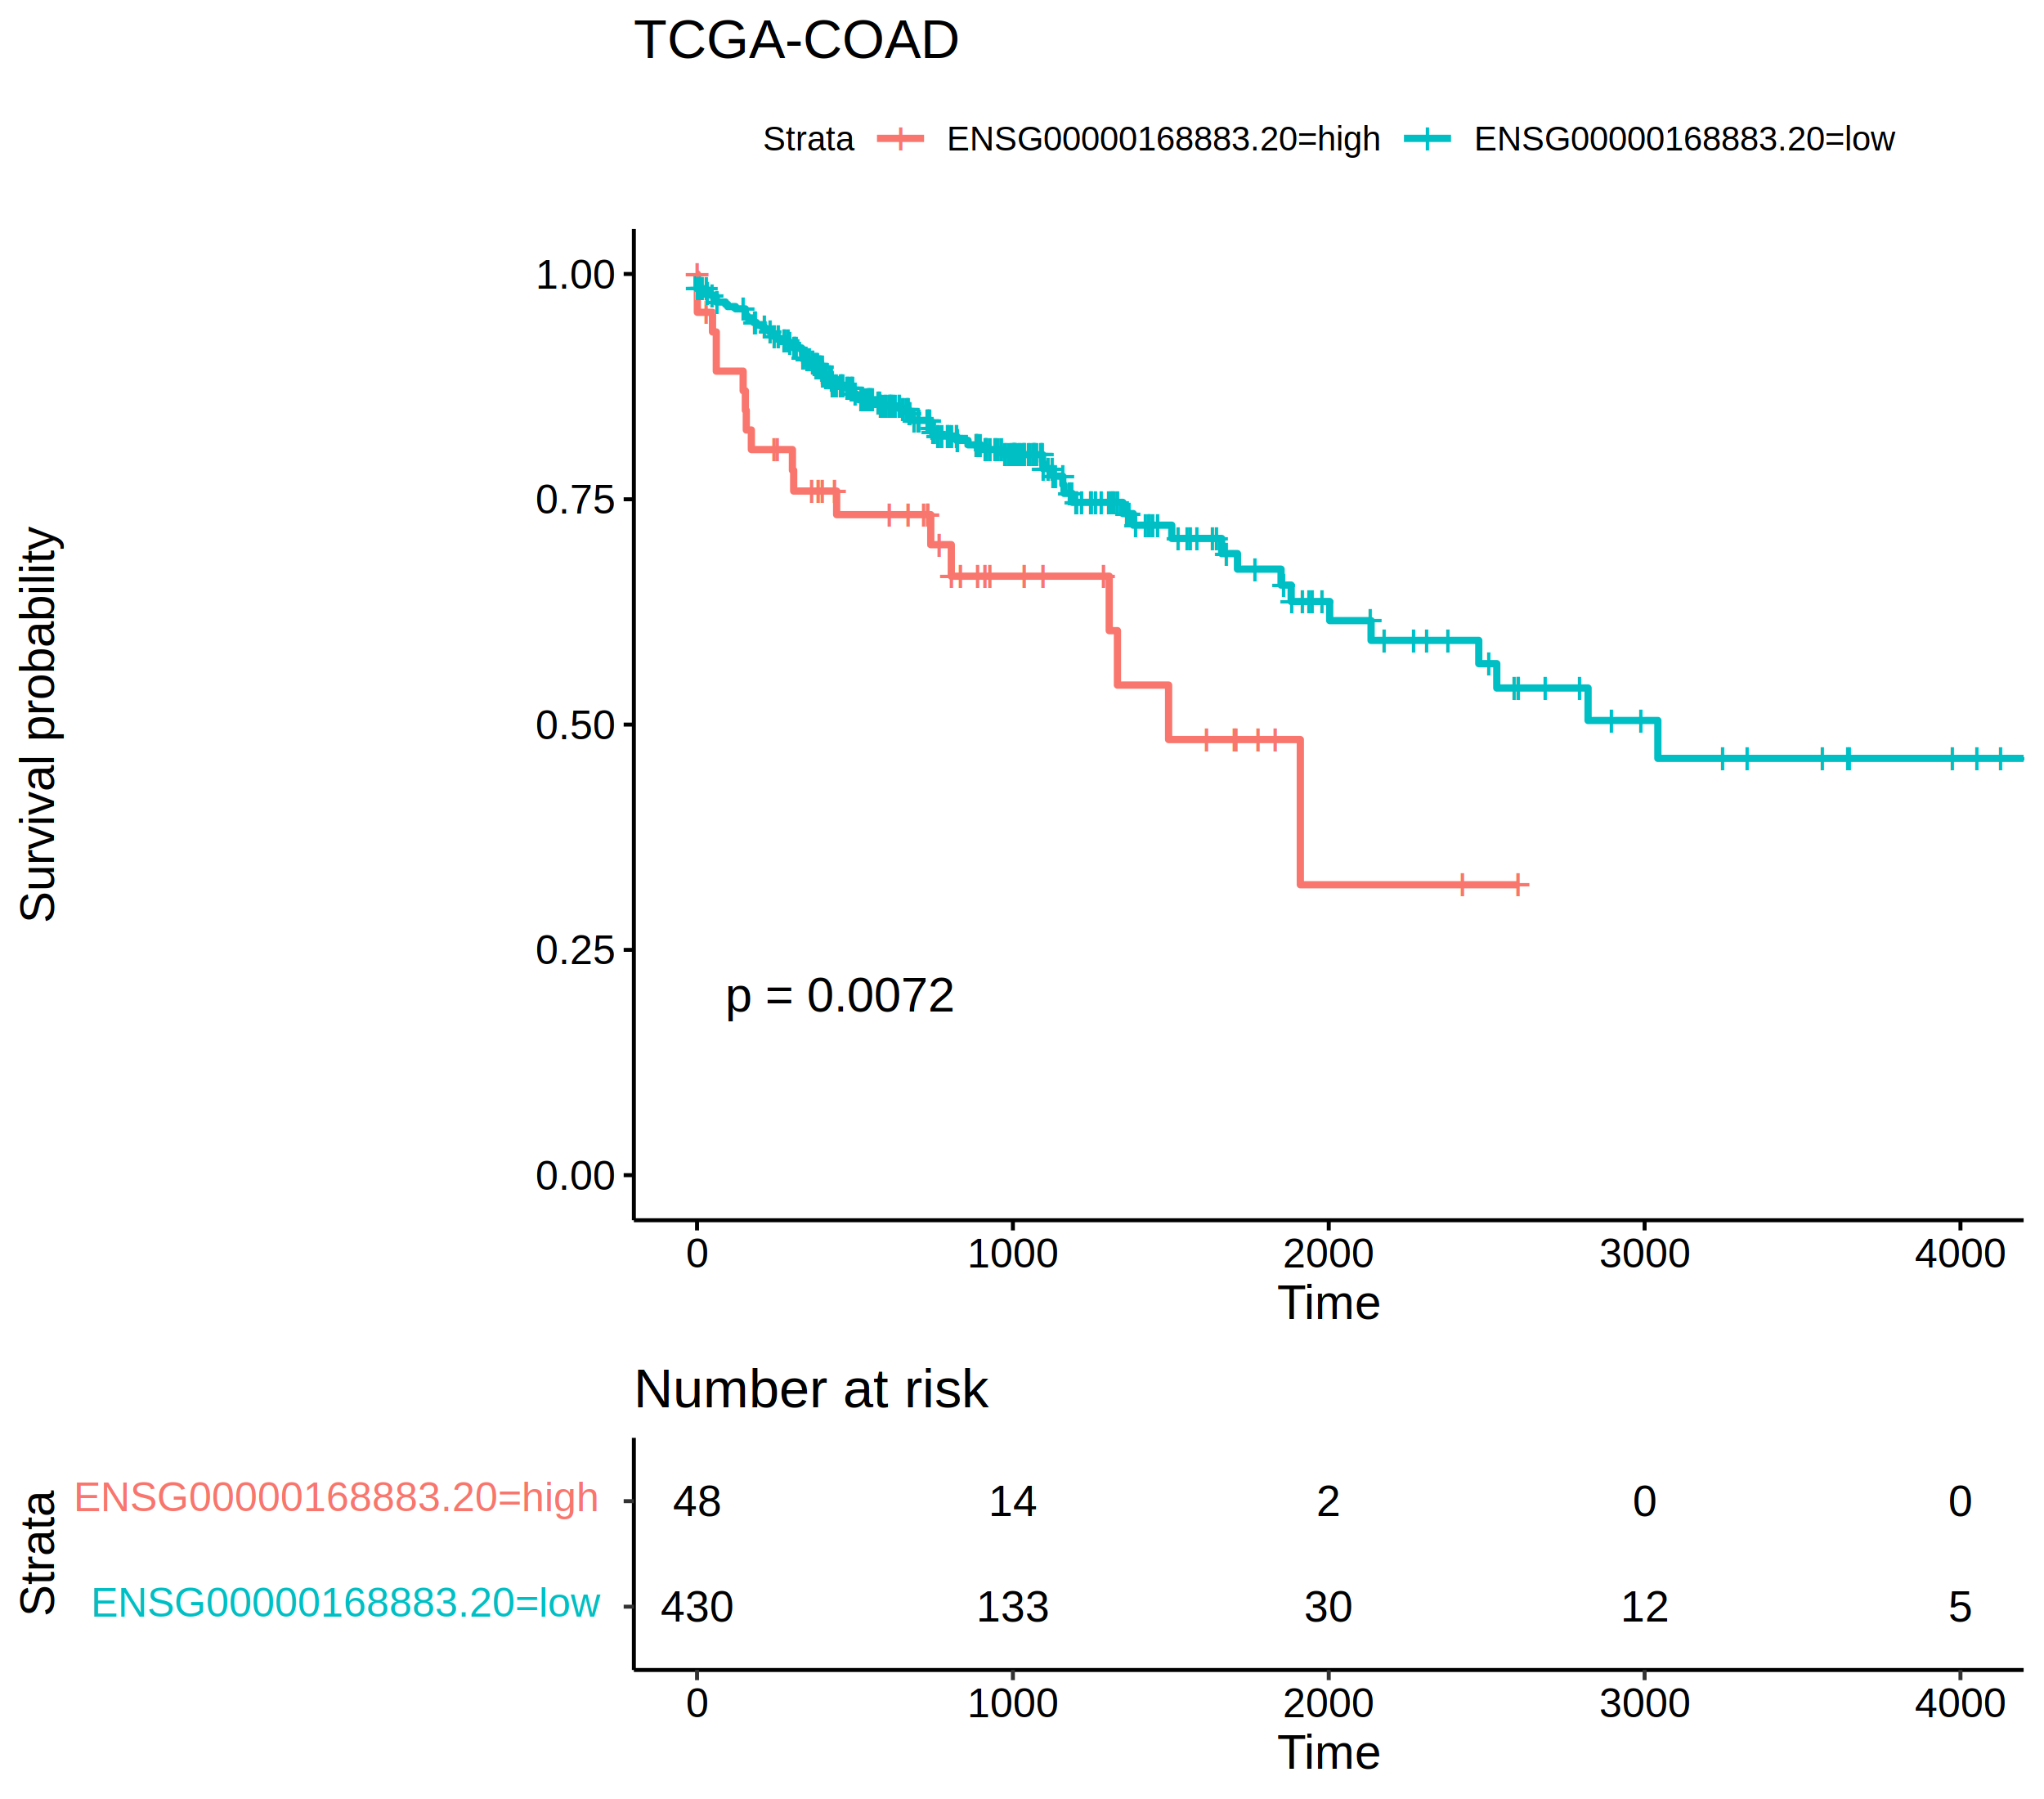 TCGA-COAD
Strata ENSG00000168883.20=high ENSG00000168883.20=low
Survival probability
1.00
0.75
0.50
0.25
0.00
p = 0.0072
0 1000 2000 3000 4000
Time
Number at risk
Strata
ENSG00000168883.20=high 48 14 2 0 0
ENSG00000168883.20=low 430 133 30 12 5
0 1000 2000 3000 4000
Time